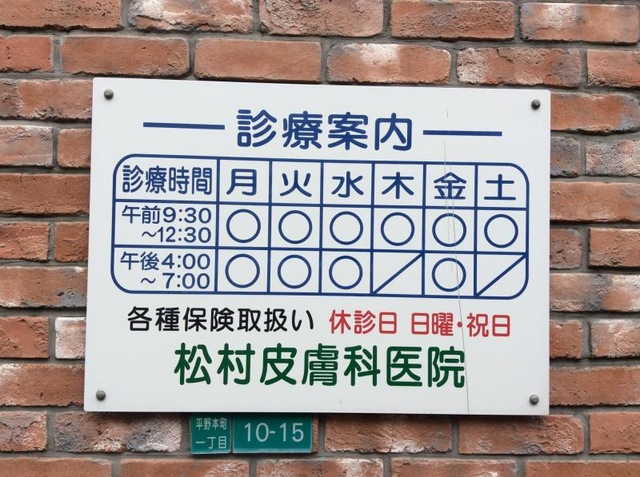 診療案内
診療時間 月 火 水 木 金 土
午前9:30 ○ ○ ○ ○ ○ ○
～12:30
午後4:00 ○ ○ ○ ／ ○ ／
～7:00
各種保険取扱い 休診日 日曜・祝日
松村皮膚科医院
平野本町
一丁目
10-15